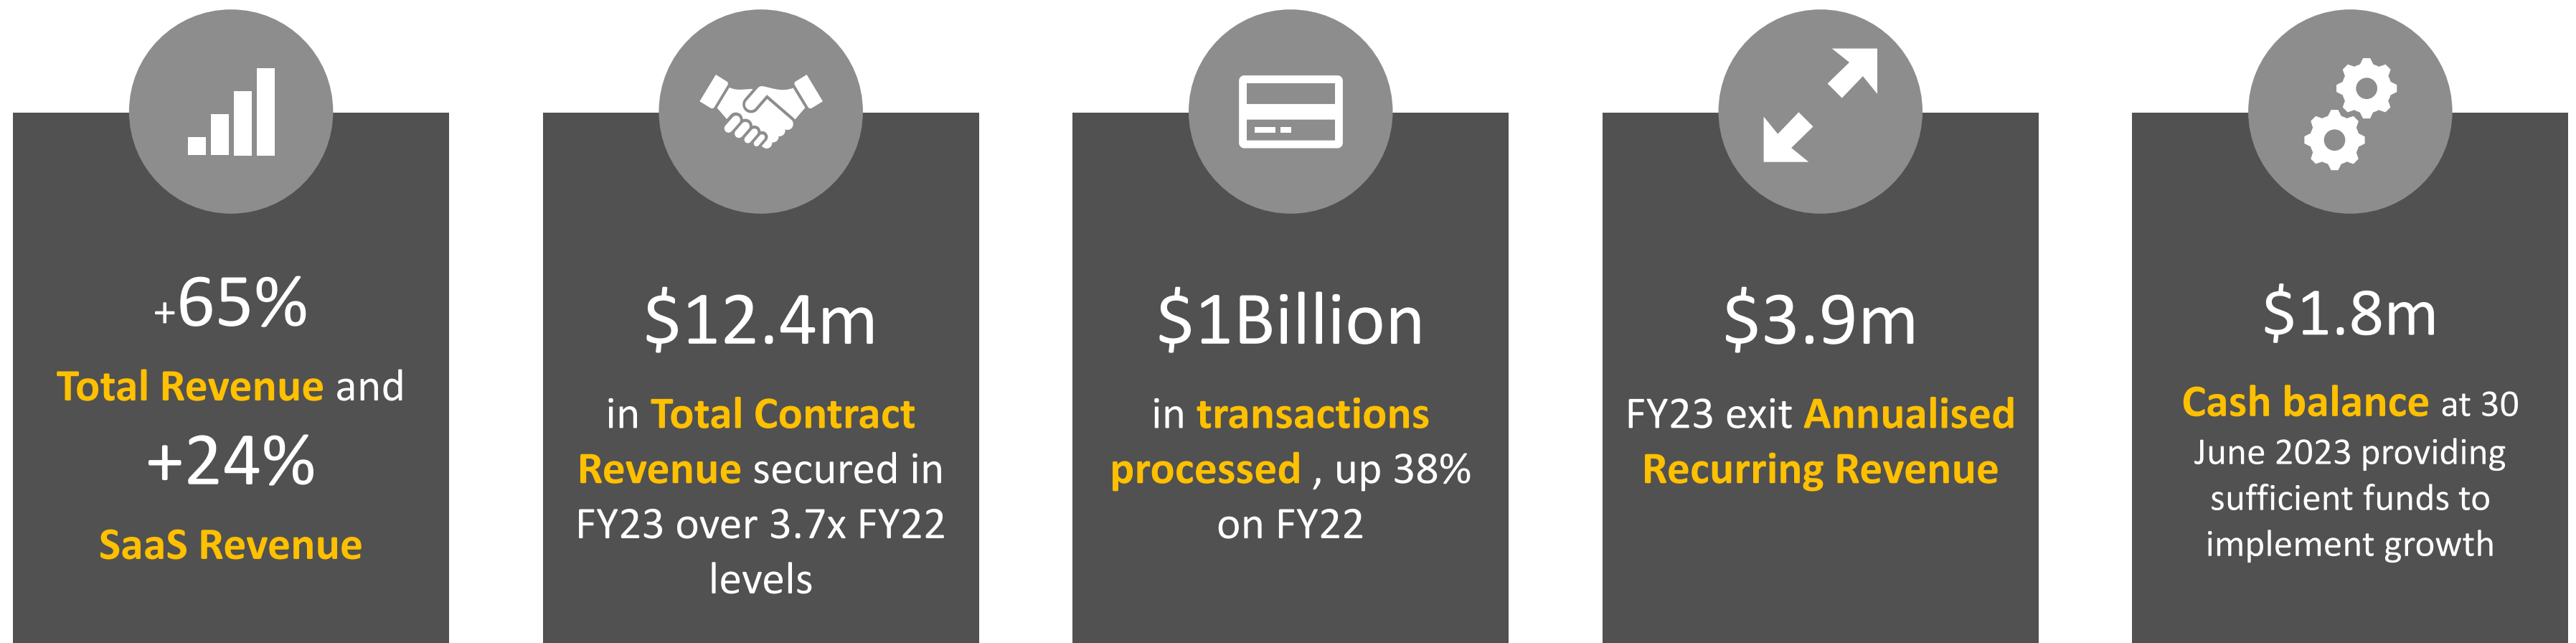 +65%
Total Revenue and
+24%
SaaS Revenue
$12.4m
in Total Contract
Revenue secured in
FY23 over 3.7x FY22
levels
$1Billion
in transactions
processed , up 38%
on FY22
$3.9m
FY23 exit Annualised
Recurring Revenue
$1.8m
Cash balance at 30
June 2023 providing
sufficient funds to
implement growth